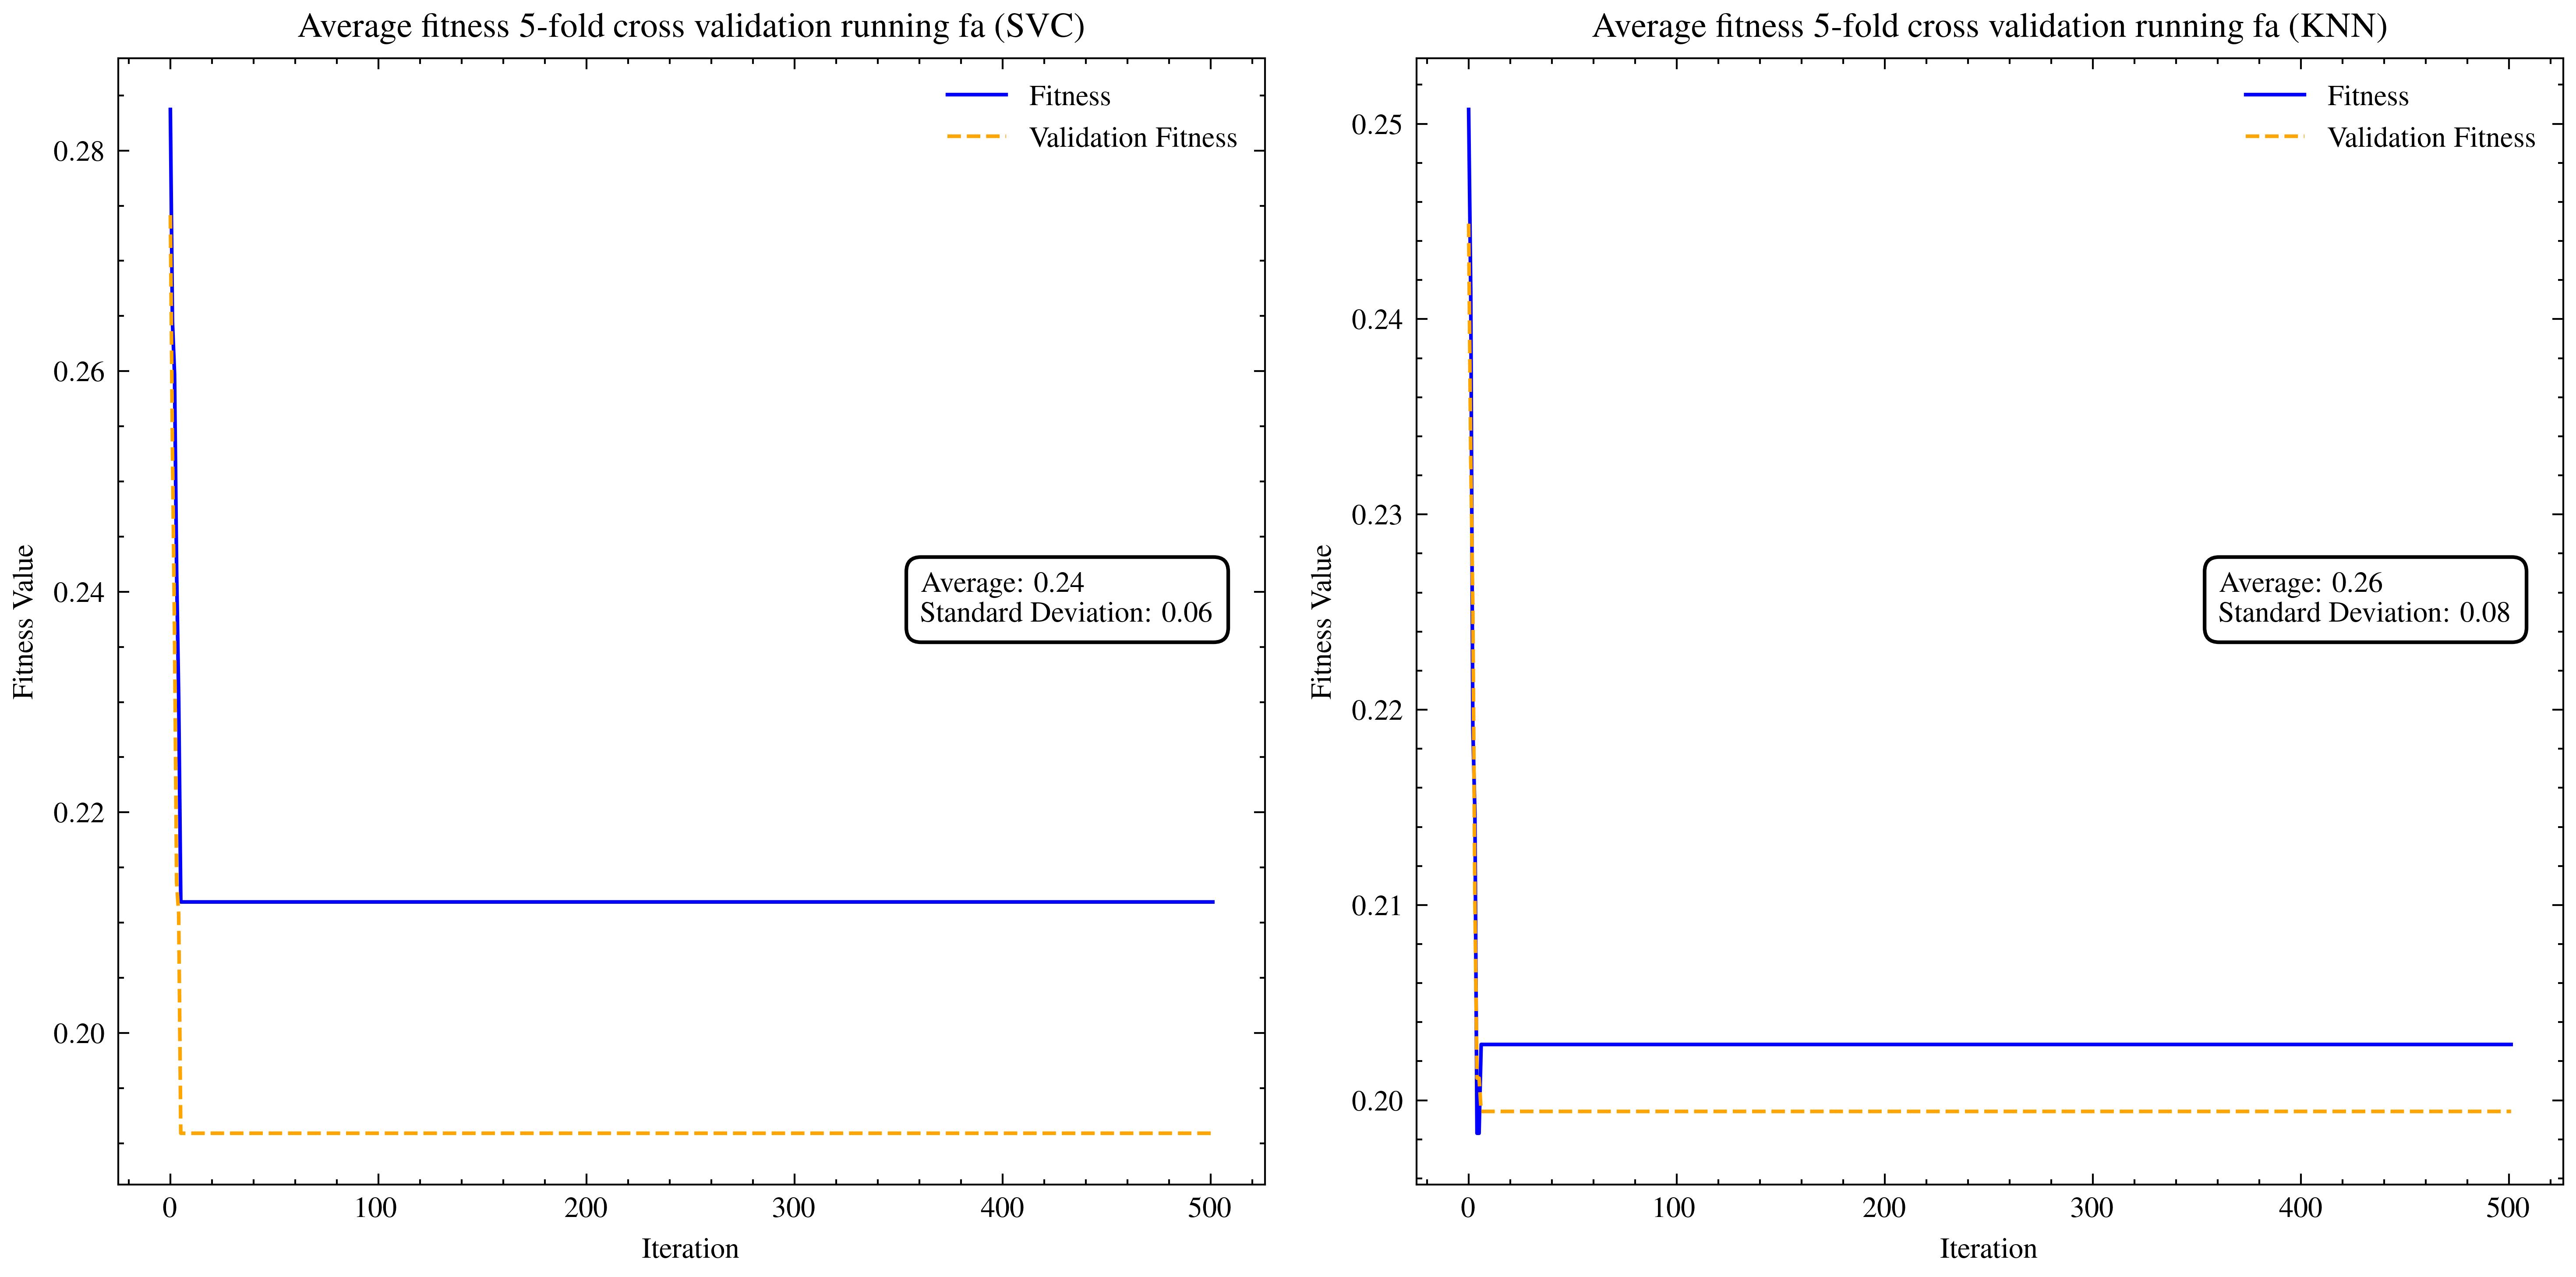 Average fitness 5-fold cross validation running fa (SVC)
Fitness
Validation Fitness
0.28
0.26
0.24
0.22
0.20
Fitness Value
Average: 0.24
Standard Deviation: 0.06
0 100 200 300 400 500
Iteration
Average fitness 5-fold cross validation running fa (KNN)
Fitness
Validation Fitness
0.25
0.24
0.23
0.22
0.21
0.20
Fitness Value
Average: 0.26
Standard Deviation: 0.08
0 100 200 300 400 500
Iteration